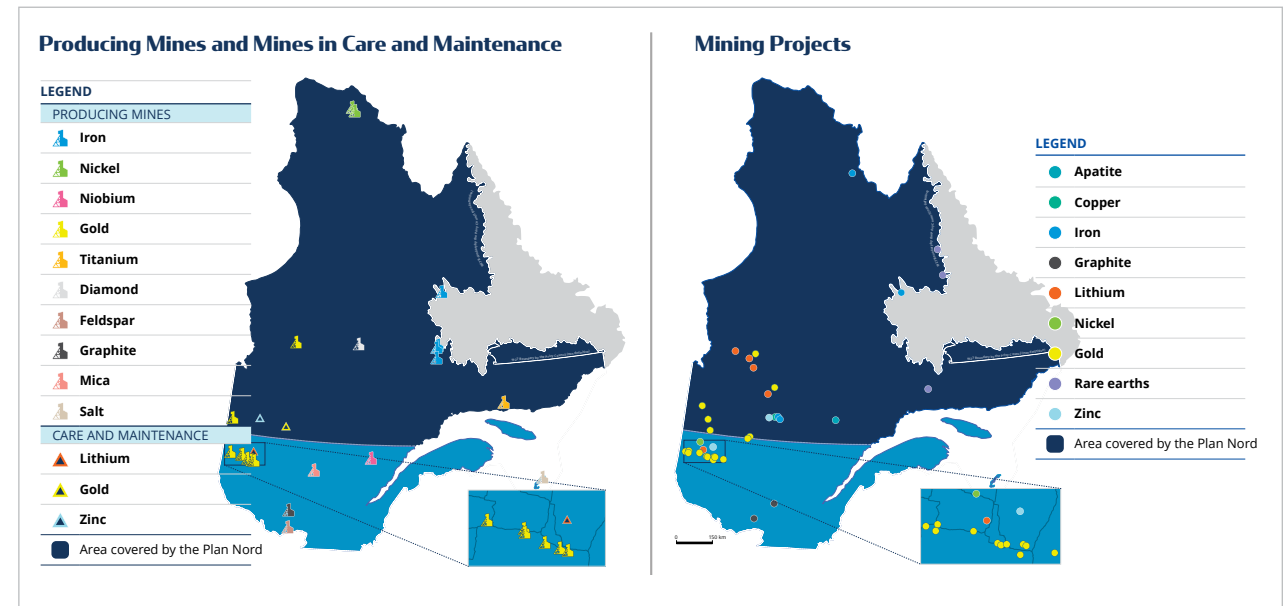 Producing Mines and Mines in Care and Maintenance
LEGEND
PRODUCING MINES
Iron
Nickel
Niobium
Gold
Titanium
Diamond
Feldspar
Graphite
Mica
Salt
CARE AND MAINTENANCE
Lithium
Gold
Zinc
Area covered by the Plan Nord
Mining Projects
0 150 km
LEGEND
Apatite
Copper
Iron
Graphite
Lithium
Nickel
Gold
Rare earths
Zinc
Area covered by the Plan Nord